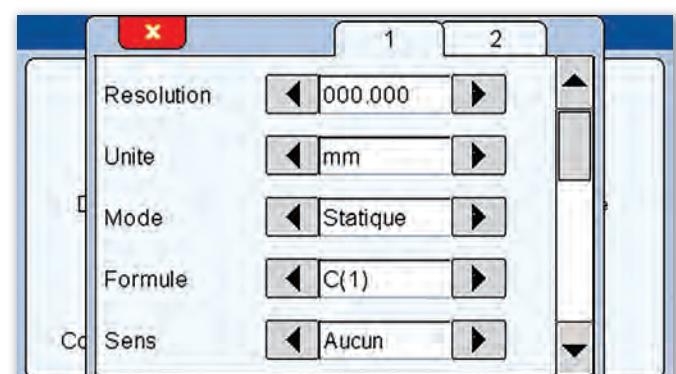 1 2
Resolution 000.000
Unite mm
Mode Statique
Formule C(1)
Sens Aucun